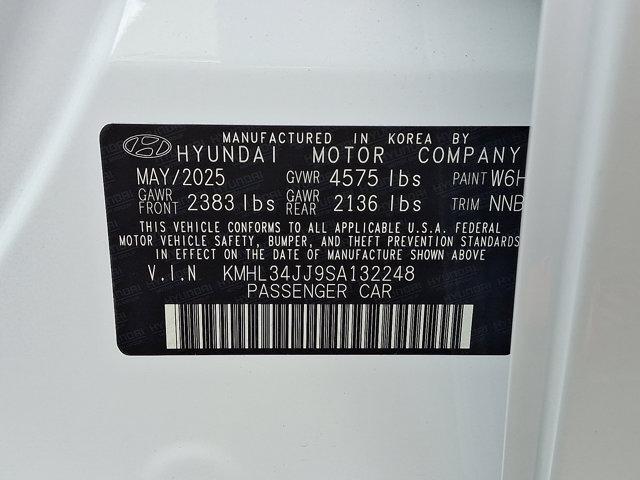 MANUFACTURED IN KOREA BY
HYUNDAI MOTOR COMPANY
MAY/2025 GVWR 4575 lbs PAINT W6H
GAWR FRONT 2383 lbs GAWR REAR 2136 lbs TRIM NNB
THIS VEHICLE CONFORMS TO ALL APPLICABLE U.S.A. FEDERAL
MOTOR VEHICLE SAFETY, BUMPER, AND THEFT PREVENTION STANDARDS
IN EFFECT ON THE DATE OF MANUFACTURE SHOWN ABOVE
V.I.N KMHL34JJ9SA132248
PASSENGER CAR